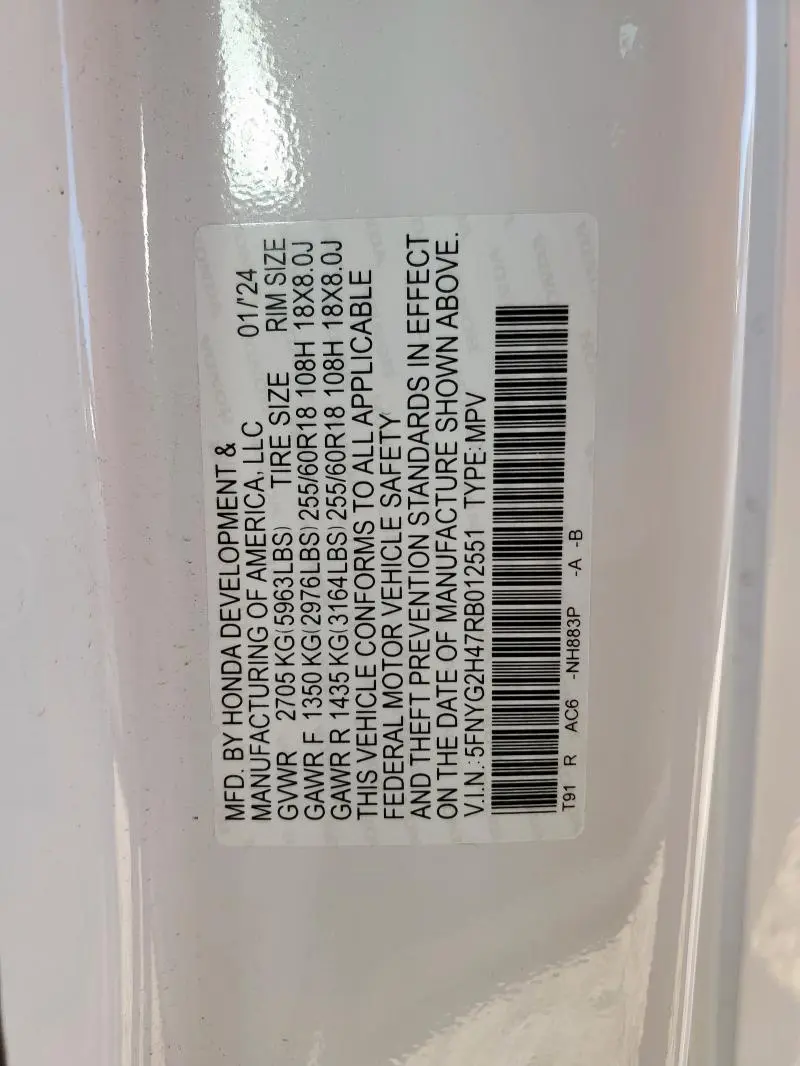 MFD. BY HONDA DEVELOPMENT &
MANUFACTURING OF AMERICA, LLC 01/'24
GVWR 2705 KG(5963LBS) TIRE SIZE RIM SIZE
GAWR F 1350 KG(2976LBS) 255/60R18 108H 18X8.0J
GAWR R 1435 KG(3164LBS) 255/60R18 108H 18X8.0J
THIS VEHICLE CONFORMS TO ALL APPLICABLE
FEDERAL MOTOR VEHICLE SAFETY
AND THEFT PREVENTION STANDARDS IN EFFECT
ON THE DATE OF MANUFACTURE SHOWN ABOVE.
V.I.N.: 5FNYG2H47RB012551 TYPE: MPV
T91 R AC6 -NH883P -A -B